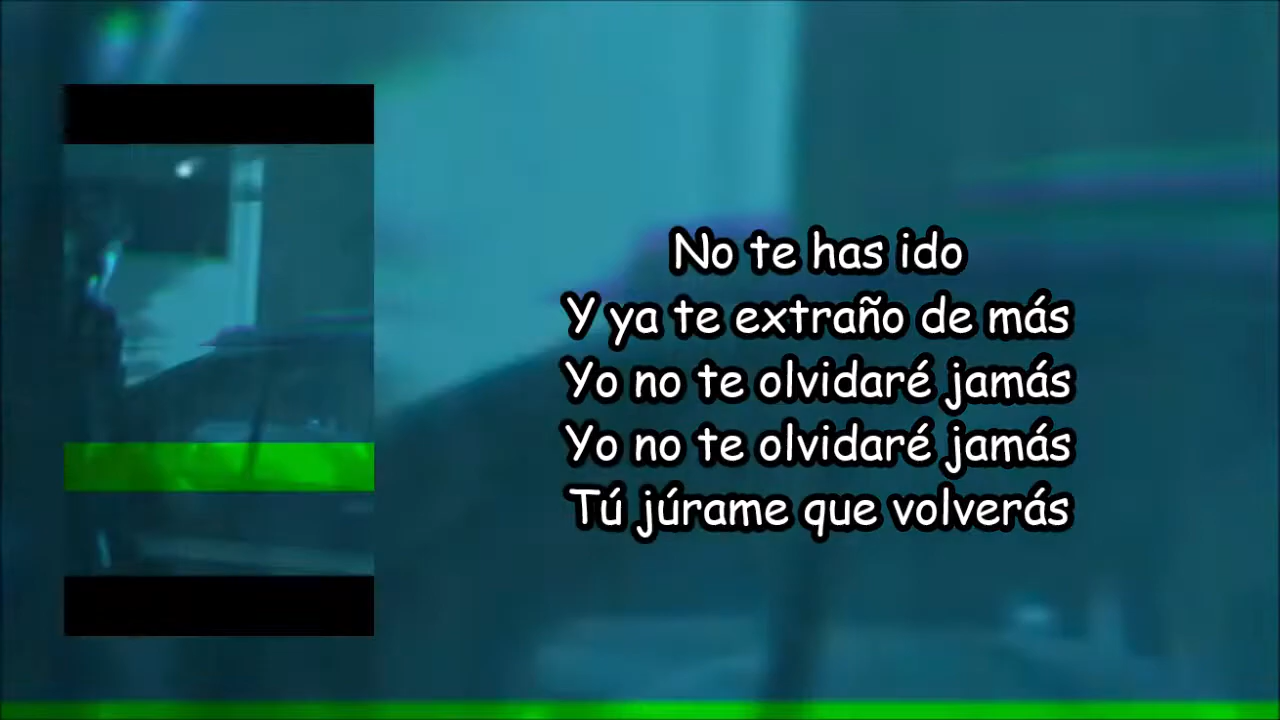 No te has ido
Y ya te extraño de más
Yo no te olvidaré jamás
Yo no te olvidaré jamás
Tú júrame que volverás